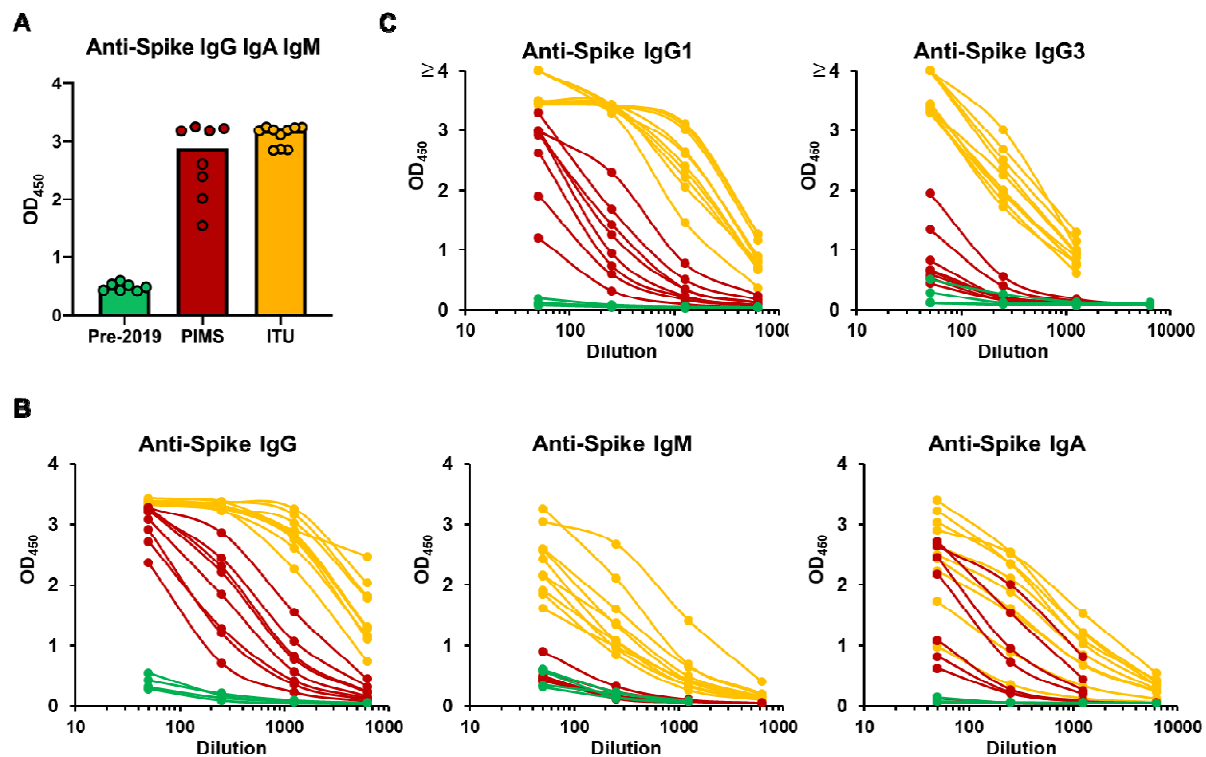 A
Anti-Spike IgG IgA IgM
OD450
4
3
2
1
0
Pre-2019
PIMS
ITU
C
Anti-Spike IgG1
OD450
≥ 4
3
2
1
0
10
100
1000
Dilution
Anti-Spike IgG3
OD450
≥ 4
3
2
1
0
10
100
1000
10000
Dilution
B
Anti-Spike IgG
OD450
4
3
2
1
0
10
100
1000
Dilution
Anti-Spike IgM
OD450
4
3
2
1
0
10
100
1000
Dilution
Anti-Spike IgA
OD450
4
3
2
1
0
10
100
1000
10000
Dilution